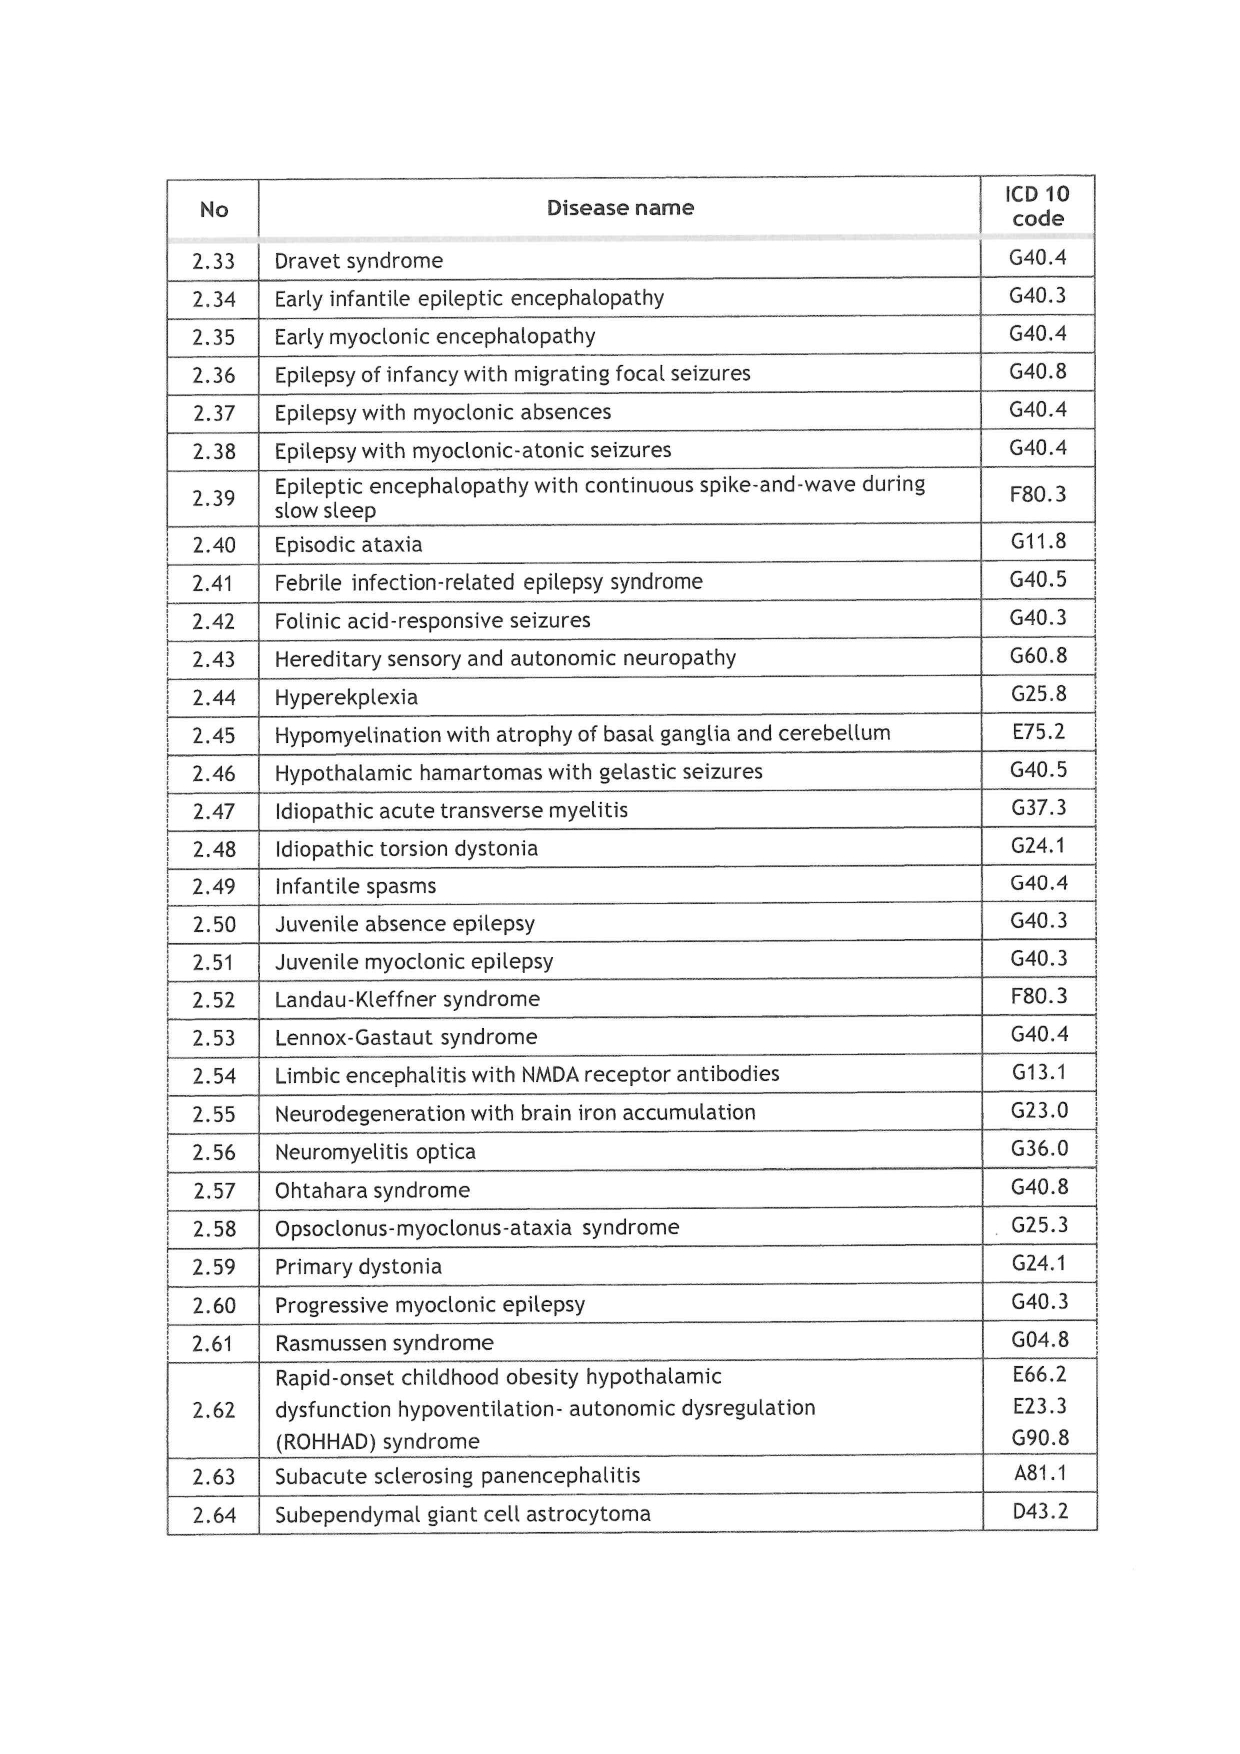 No Disease name ICD 10
code
2.33 Dravet syndrome G40.4
2.34 Early infantile epileptic encephalopathy G40.3
2.35 Early myoclonic encephalopathy G40.4
2.36 Epilepsy of infancy with migrating focal seizures G40.8
2.37 Epilepsy with myoclonic absences G40.4
2.38 Epilepsy with myoclonic-atonic seizures G40.4
2.39 Epileptic encephalopathy with continuous spike-and-wave during F80.3
slow sleep
2.40 Episodic ataxia G11.8
2.41 Febrile infection-related epilepsy syndrome G40.5
2.42 Folinic acid-responsive seizures G40.3
2.43 Hereditary sensory and autonomic neuropathy G60.8
2.44 Hyperekplexia G25.8
2.45 Hypomyelination with atrophy of basal ganglia and cerebellum E75.2
2.46 Hypothalamic hamartomas with gelastic seizures G40.5
2.47 Idiopathic acute transverse myelitis G37.3
2.48 Idiopathic torsion dystonia G24.1
2.49 Infantile spasms G40.4
2.50 Juvenile absence epilepsy G40.3
2.51 Juvenile myoclonic epilepsy G40.3
2.52 Landau-Kleffner syndrome F80.3
2.53 Lennox-Gastaut syndrome G40.4
2.54 Limbic encephalitis with NMDA receptor antibodies G13.1
2.55 Neurodegeneration with brain iron accumulation G23.0
2.56 Neuromyelitis optica G36.0
2.57 Ohtahara syndrome G40.8
2.58 Opsoclonus-myoclonus-ataxia syndrome G25.3
2.59 Primary dystonia G24.1
2.60 Progressive myoclonic epilepsy G40.3
2.61 Rasmussen syndrome G04.8
Rapid-onset childhood obesity hypothalamic E66.2
2.62 dysfunction hypoventilation- autonomic dysregulation E23.3
(ROHHAD) syndrome G90.8
2.63 Subacute sclerosing panencephalitis A81.1
2.64 Subependymal giant cell astrocytoma D43.2